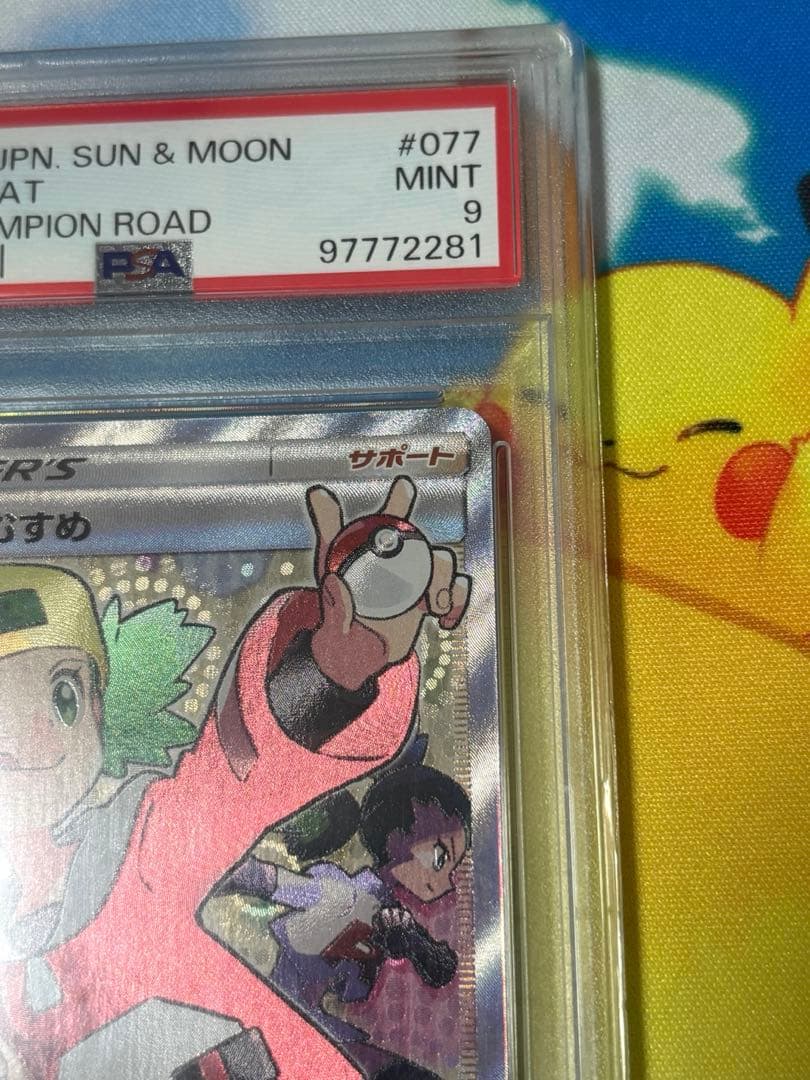 JPN. SUN & MOON #077
AT MINT
MPION ROAD 9
PSA 97772281
ER'S サポート
むすめ